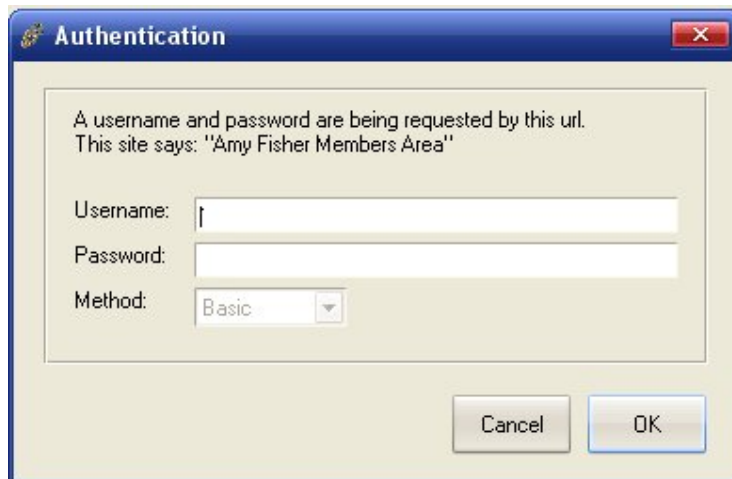 Authentication
A username and password are being requested by this url.
This site says: "Amy Fisher Members Area"
Username:
Password:
Method: Basic
Cancel OK